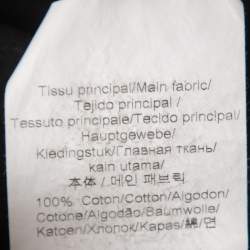 Tissu principal/Main fabric/
Tejido principal /
Tessuto principale/Tecido principal/
Hauptgewebe/
Kledingstuk/Главная ткань/
kain utama/
本体 / 메인 패브릭
100% Coton/Cotton/Algodon/
Cotone/Algodão/Baumwolle/
Katoen/Хлопок/Kapas/綿/면